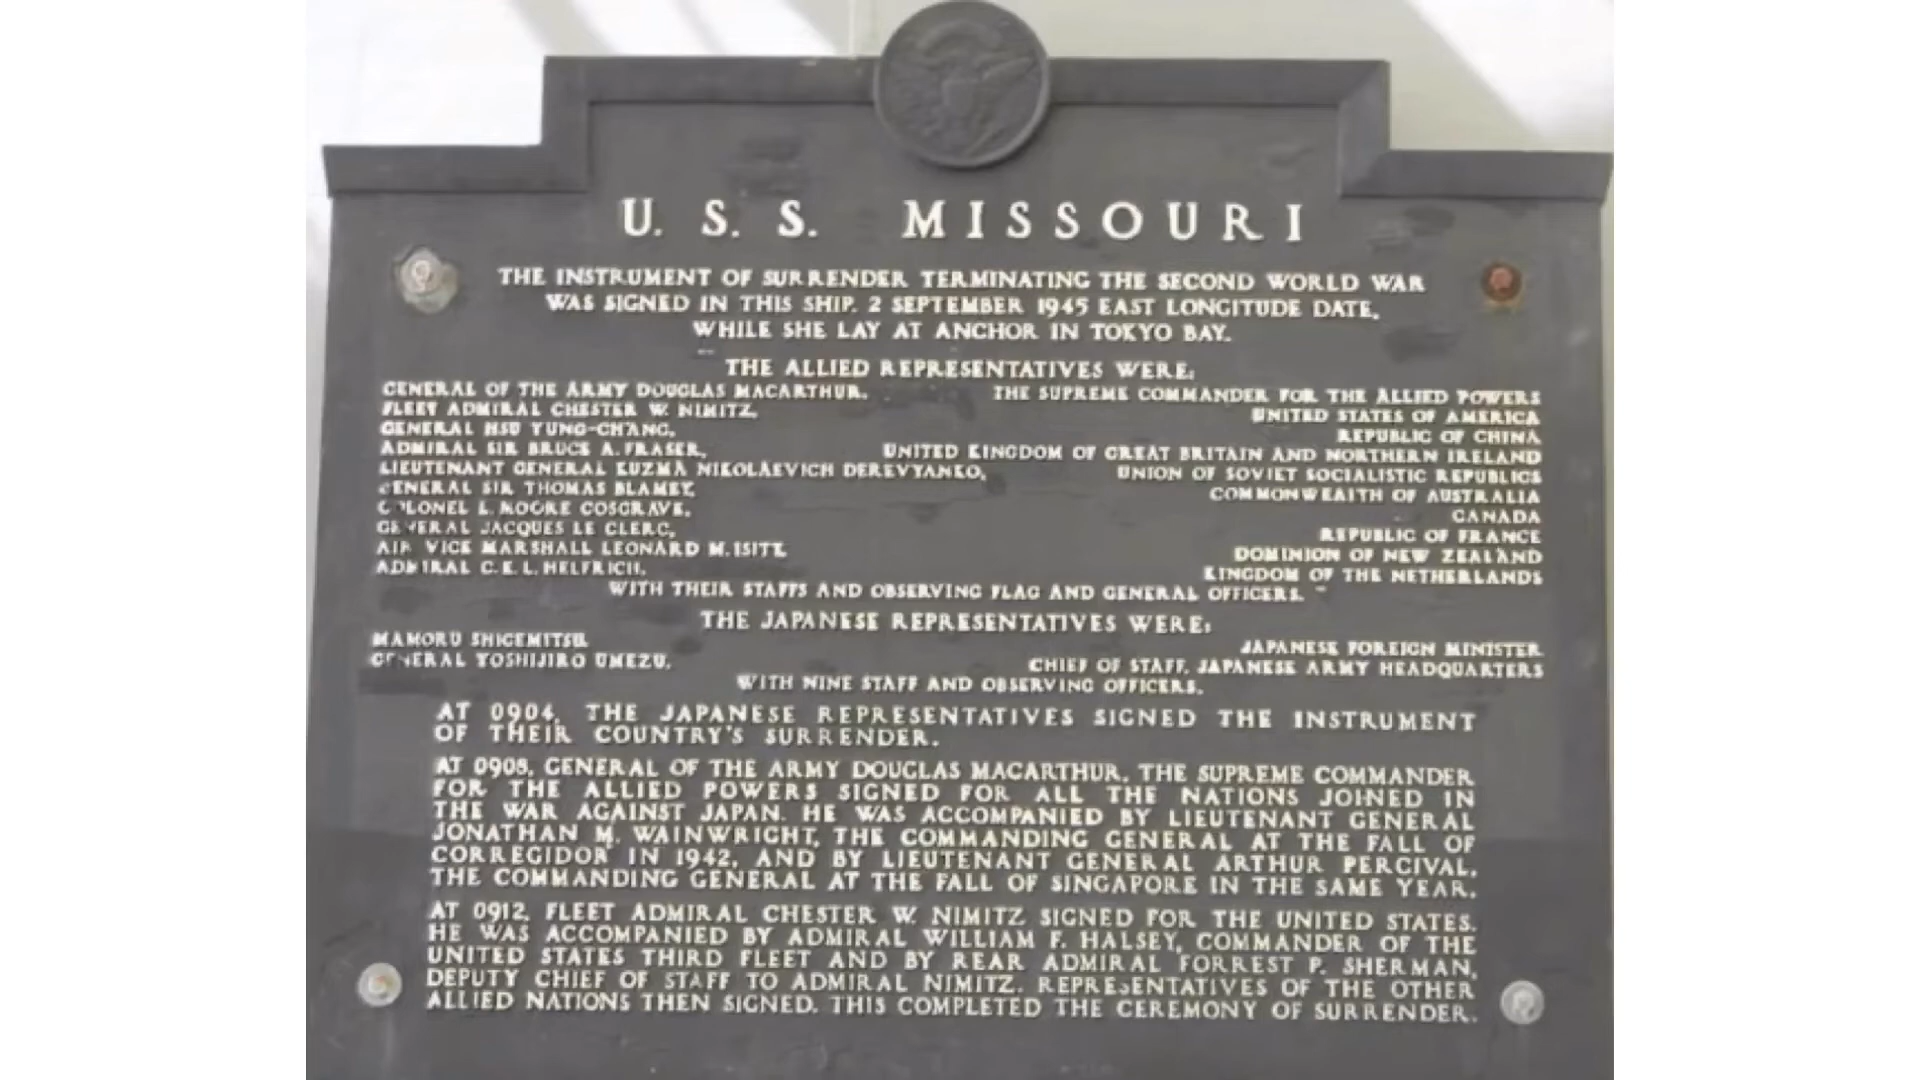 U. S. S. MISSOURI
THE INSTRUMENT OF SURRENDER TERMINATING THE SECOND WORLD WAR
WAS SIGNED IN THIS SHIP. 2 SEPTEMBER 1945 EAST LONGITUDE DATE,
WHILE SHE LAY AT ANCHOR IN TOKYO BAY.
THE ALLIED REPRESENTATIVES WERE:
GENERAL OF THE ARMY DOUGLAS MACARTHUR, THE SUPREME COMMANDER FOR THE ALLIED POWERS
FLEET ADMIRAL CHESTER W. NIMITZ, UNITED STATES OF AMERICA
GENERAL HSU YUNG-CHANG, REPUBLIC OF CHINA
ADMIRAL SIR BRUCE A. FRASER, UNITED KINGDOM OF GREAT BRITAIN AND NORTHERN IRELAND
LIEUTENANT GENERAL KUZMA NIKOLAEVICH DEREVYANKO, UNION OF SOVIET SOCIALISTIC REPUBLICS
GENERAL SIR THOMAS BLAMEY, COMMONWEALTH OF AUSTRALIA
COLONEL L. MOORE COSGRAVE, CANADA
GENERAL JACQUES LE CLERC, REPUBLIC OF FRANCE
AIR VICE MARSHALL LEONARD M. ISITT, DOMINION OF NEW ZEALAND
ADMIRAL C. E. L. HELFRICH, KINGDOM OF THE NETHERLANDS
WITH THEIR STAFFS AND OBSERVING FLAG AND GENERAL OFFICERS.
THE JAPANESE REPRESENTATIVES WERE:
MAMORU SHIGEMITSU, JAPANESE FOREIGN MINISTER
GENERAL YOSHIJIRO UMEZU, CHIEF OF STAFF, JAPANESE ARMY HEADQUARTERS
WITH NINE STAFF AND OBSERVING OFFICERS.
AT 0904, THE JAPANESE REPRESENTATIVES SIGNED THE INSTRUMENT
OF THEIR COUNTRY'S SURRENDER.
AT 0908, GENERAL OF THE ARMY DOUGLAS MACARTHUR, THE SUPREME COMMANDER
FOR THE ALLIED POWERS SIGNED FOR ALL THE NATIONS JOINED IN
THE WAR AGAINST JAPAN. HE WAS ACCOMPANIED BY LIEUTENANT GENERAL
JONATHAN M. WAINWRIGHT, THE COMMANDING GENERAL AT THE FALL OF
CORREGIDOR IN 1942, AND BY LIEUTENANT GENERAL ARTHUR PERCIVAL,
THE COMMANDING GENERAL AT THE FALL OF SINGAPORE IN THE SAME YEAR.
AT 0912, FLEET ADMIRAL CHESTER W. NIMITZ SIGNED FOR THE UNITED STATES.
HE WAS ACCOMPANIED BY ADMIRAL WILLIAM F. HALSEY, COMMANDER OF THE
UNITED STATES THIRD FLEET AND BY REAR ADMIRAL FORREST P. SHERMAN,
DEPUTY CHIEF OF STAFF TO ADMIRAL NIMITZ. REPRESENTATIVES OF THE OTHER
ALLIED NATIONS THEN SIGNED. THIS COMPLETED THE CEREMONY OF SURRENDER.